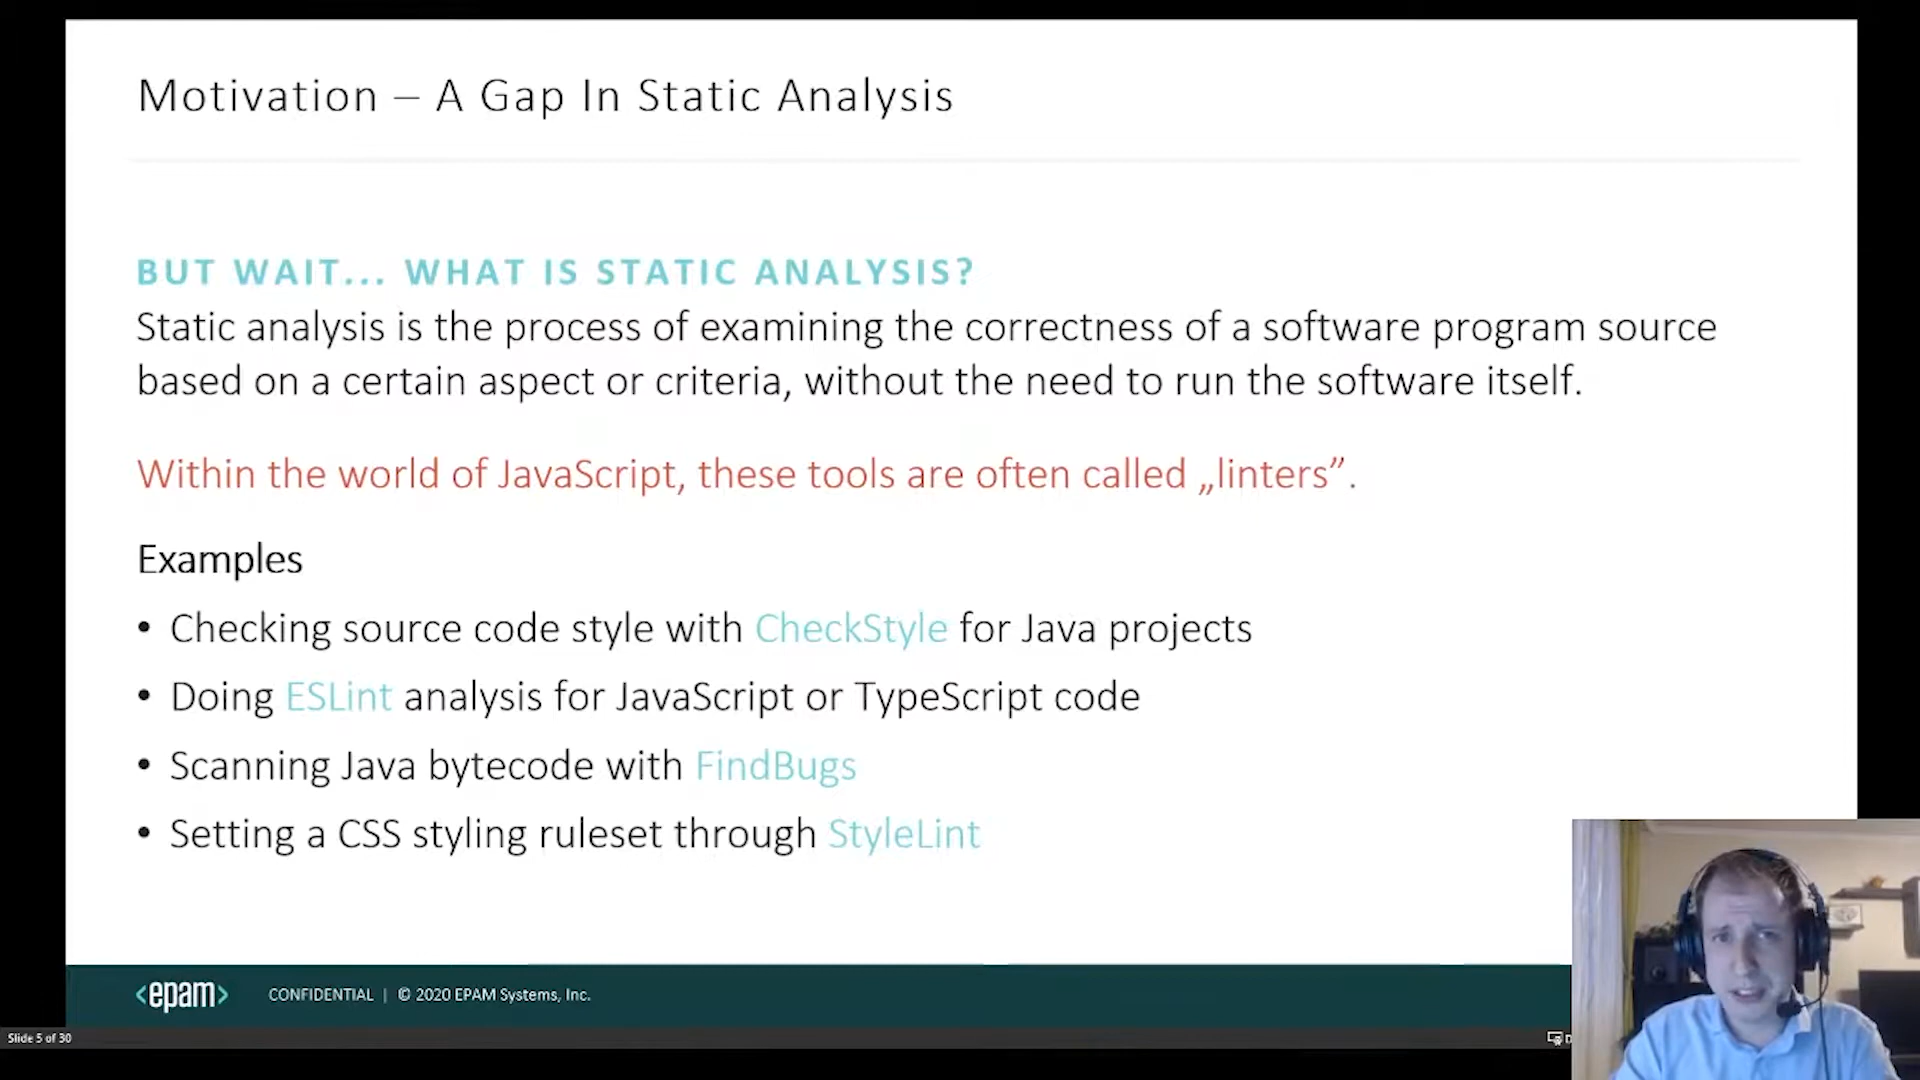 Motivation – A Gap In Static Analysis
BUT WAIT... WHAT IS STATIC ANALYSIS?
Static analysis is the process of examining the correctness of a software program source
based on a certain aspect or criteria, without the need to run the software itself.
Within the world of JavaScript, these tools are often called „linters”.
Examples
• Checking source code style with CheckStyle for Java projects
• Doing ESLint analysis for JavaScript or TypeScript code
• Scanning Java bytecode with FindBugs
• Setting a CSS styling ruleset through StyleLint
<epam> CONFIDENTIAL | © 2020 EPAM Systems, Inc.
Slide 5 of 30